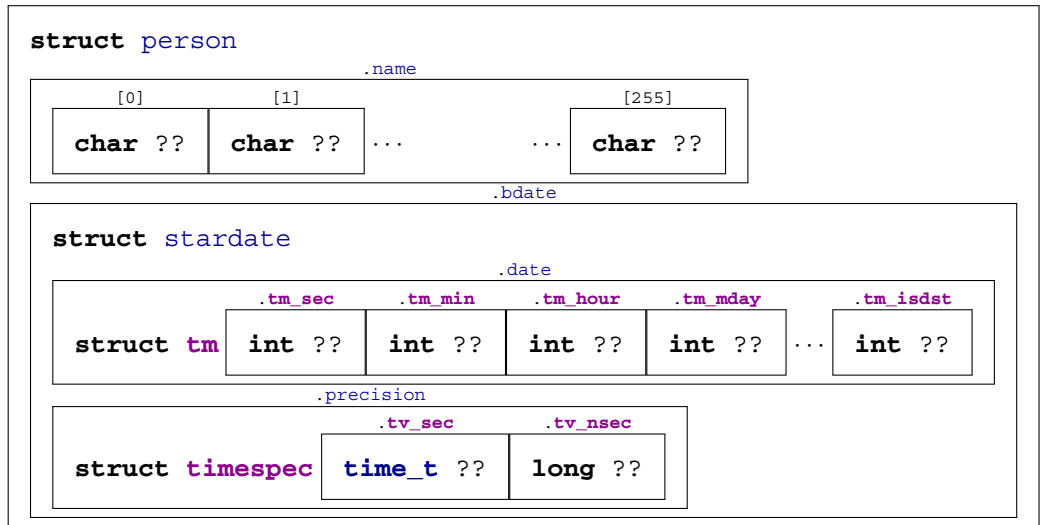 struct person
.name
[0] [1] [255]
char ?? char ?? ... ... char ??
.bdate
struct stardate
.date
.tm_sec .tm_min .tm_hour .tm_mday .tm_isdst
struct tm int ?? int ?? int ?? int ?? ... int ??
.precision
.tv_sec .tv_nsec
struct timespec time_t ?? long ??